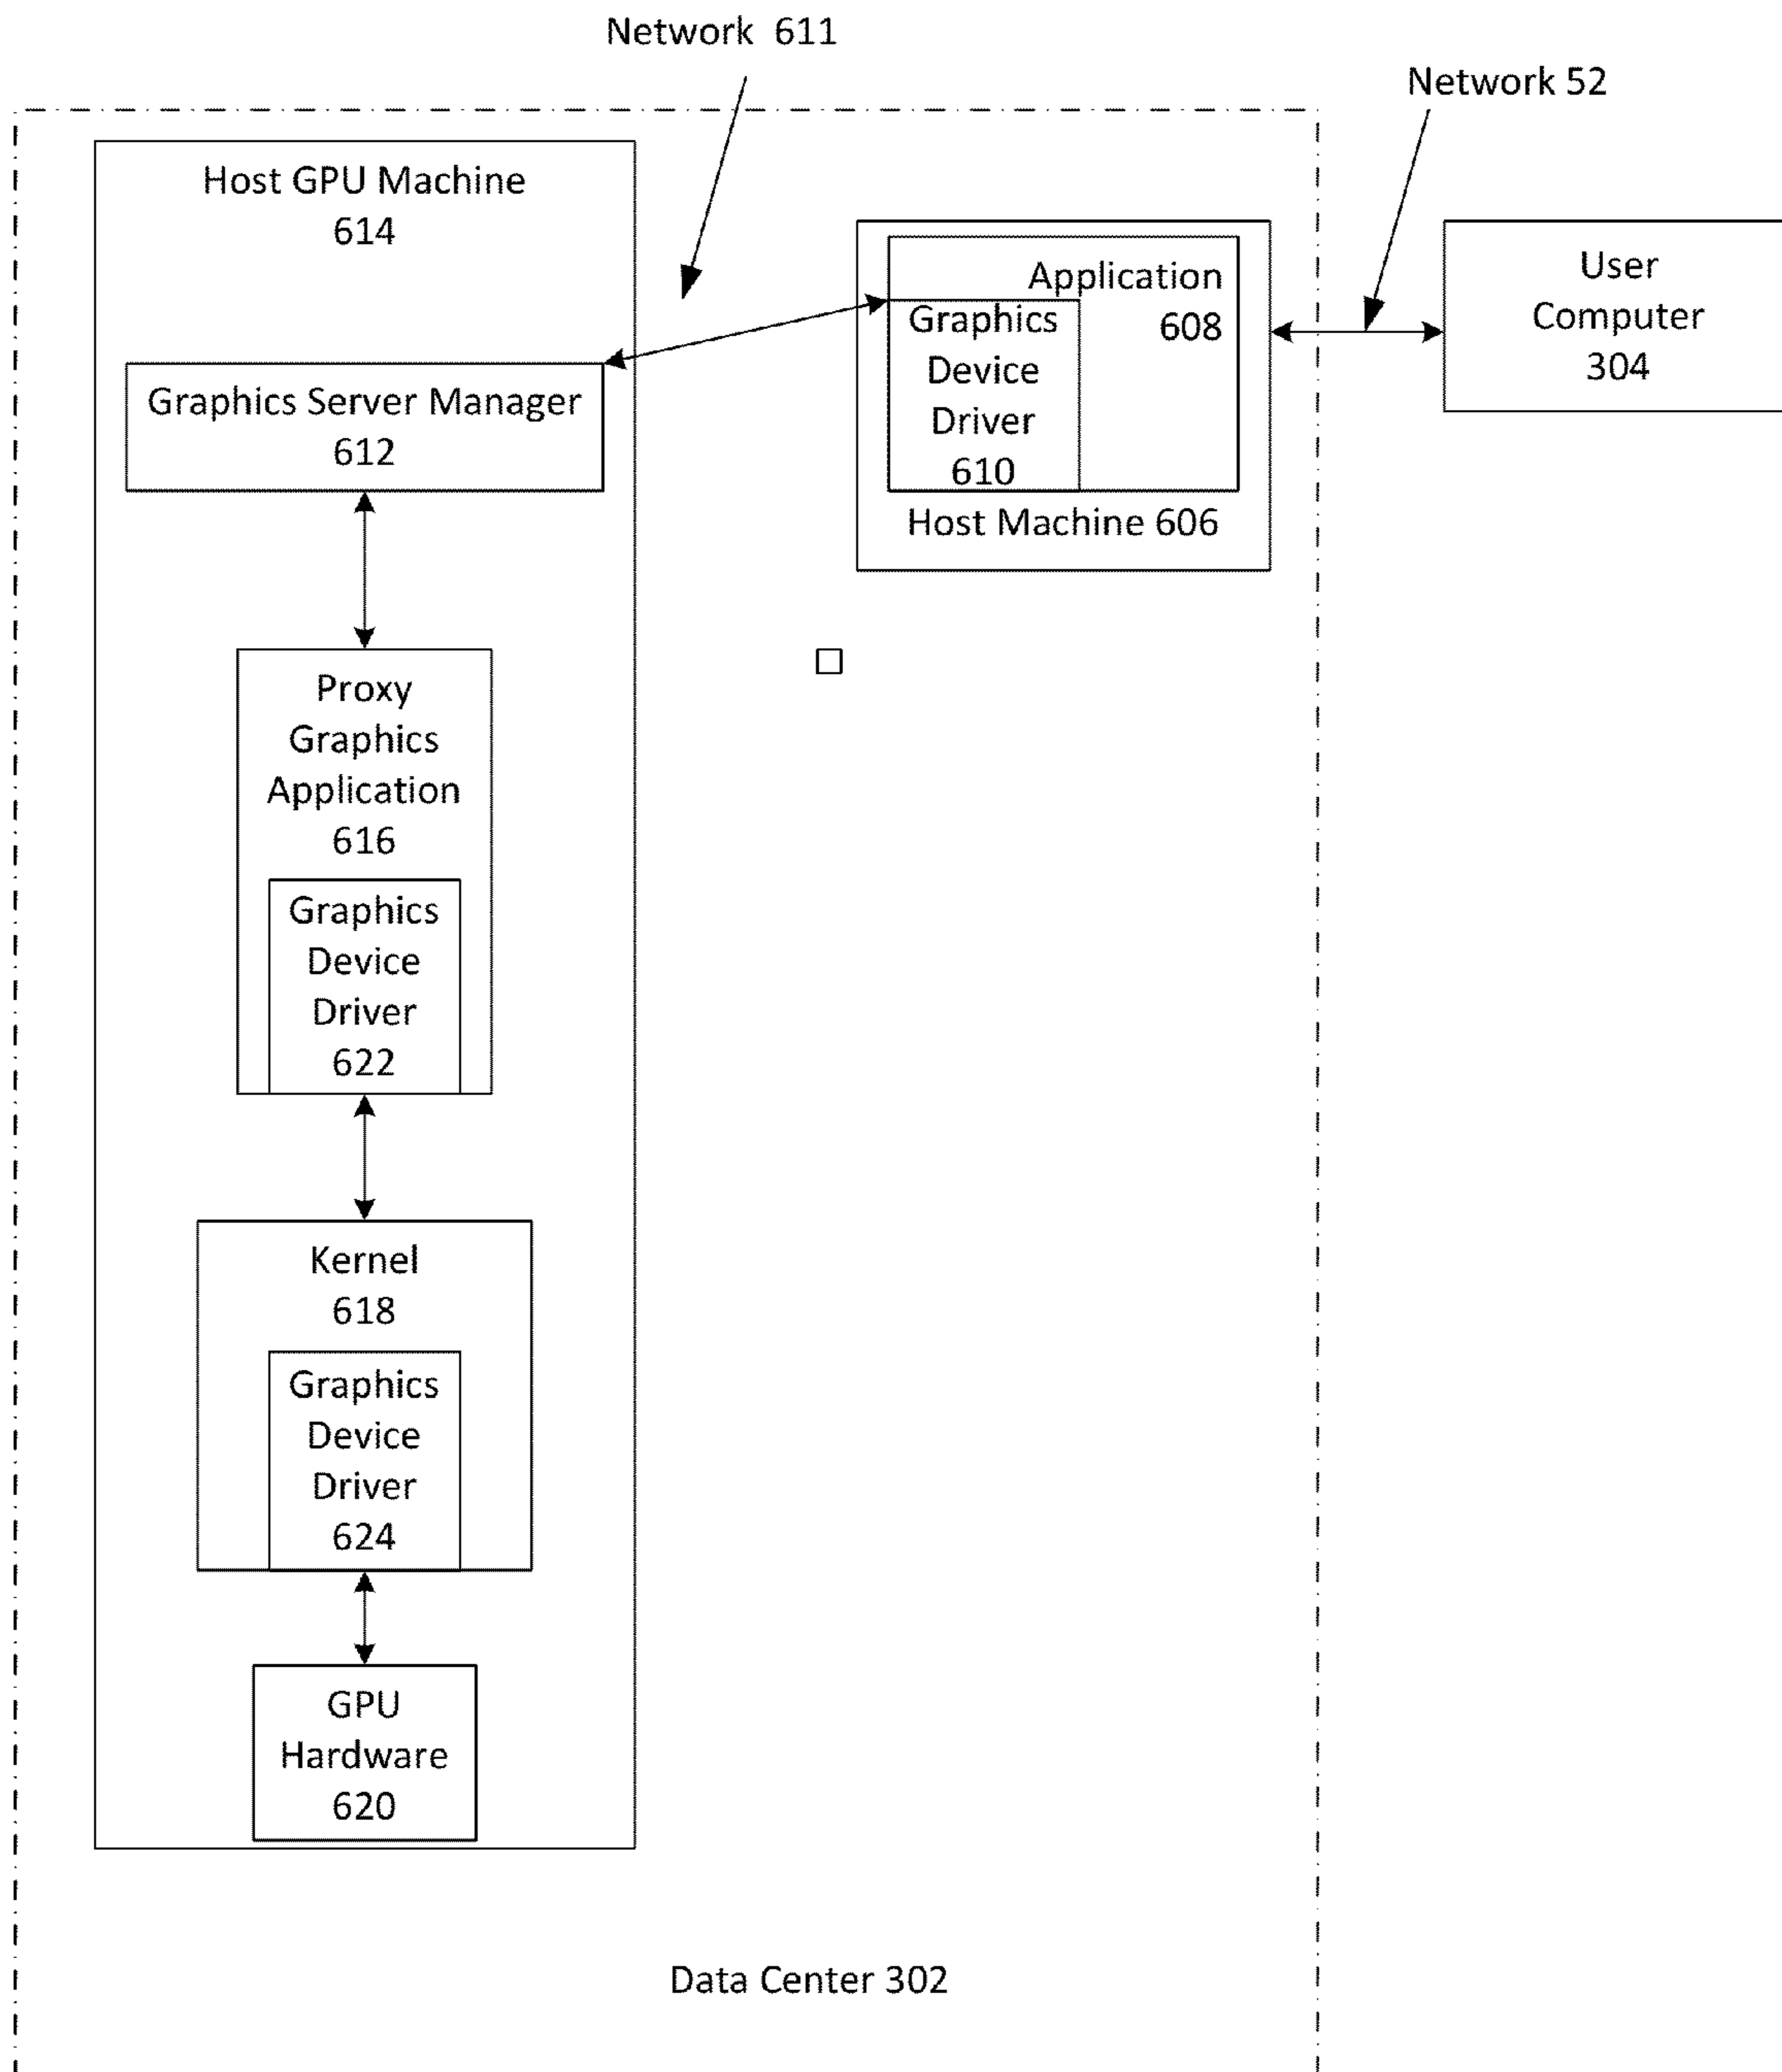 Network 611
Network 52
Host GPU Machine
614
Application
608
Graphics
Device
Driver
610
Host Machine 606
User
Computer
304
Graphics Server Manager
612
Proxy
Graphics
Application
616
Graphics
Device
Driver
622
Kernel
618
Graphics
Device
Driver
624
GPU
Hardware
620
Data Center 302